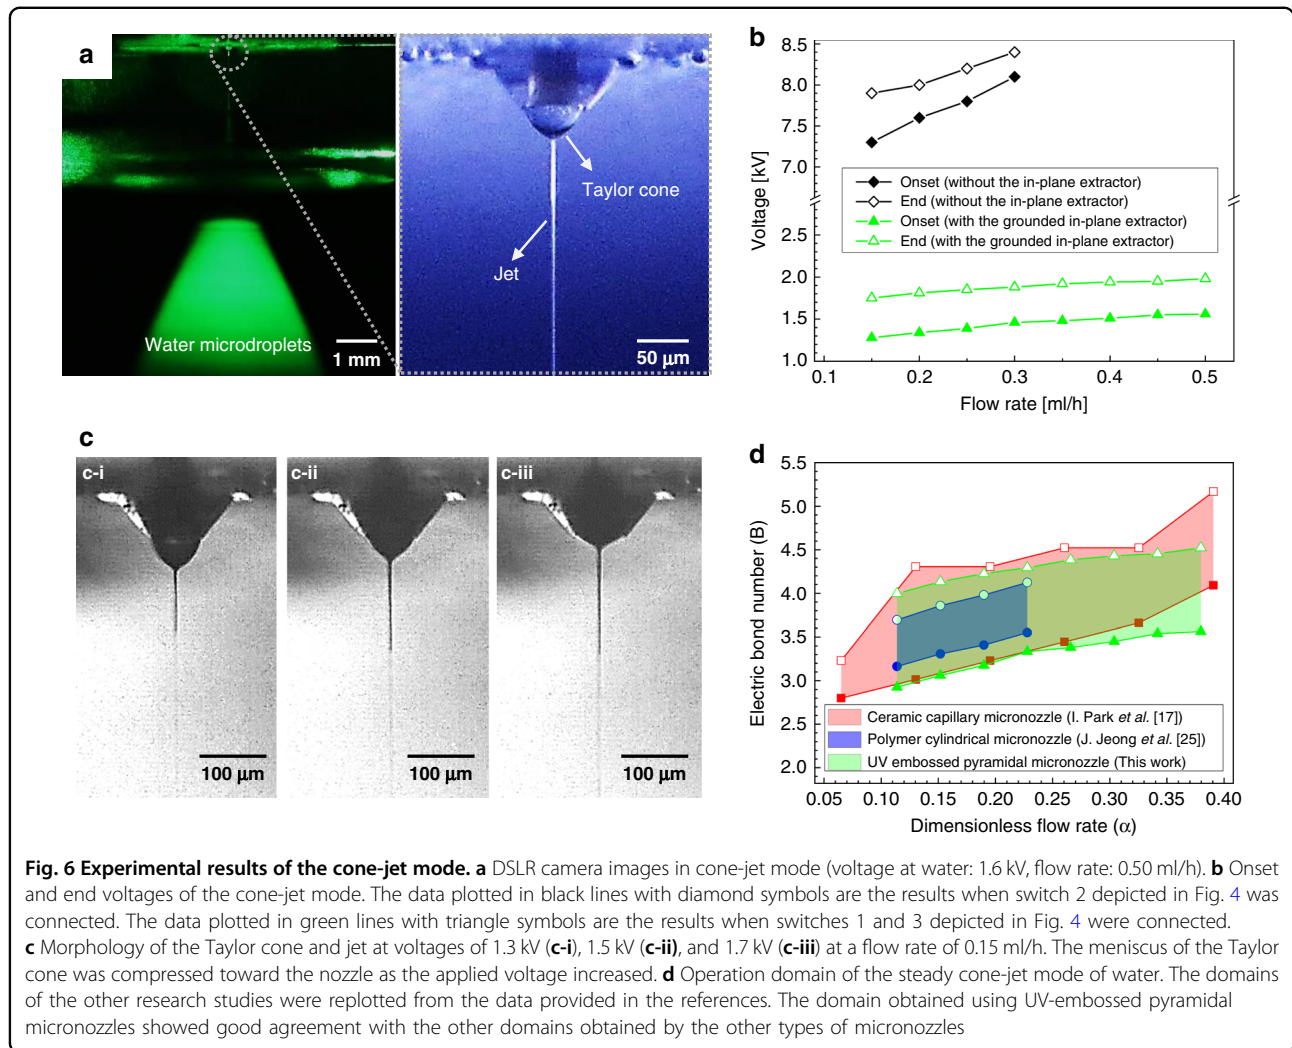 a
Taylor cone
Jet
Water microdroplets
1 mm
50 µm
b
8.5
8.0
7.5
7.0
2.5
2.0
1.5
1.0
Voltage [kV]
Onset (without the in-plane extractor)
End (without the in-plane extractor)
Onset (with the grounded in-plane extractor)
End (with the grounded in-plane extractor)
0.1 0.2 0.3 0.4 0.5
Flow rate [ml/h]
c
c-i
c-ii
c-iii
100 µm
100 µm
100 µm
d
5.5
5.0
4.5
4.0
3.5
3.0
2.5
2.0
Electric bond number (B)
Ceramic capillary micronozzle (I. Park et al. [17])
Polymer cylindrical micronozzle (J. Jeong et al. [25])
UV embossed pyramidal micronozzle (This work)
0.05 0.10 0.15 0.20 0.25 0.30 0.35 0.40
Dimensionless flow rate (α)
Fig. 6 Experimental results of the cone-jet mode. a DSLR camera images in cone-jet mode (voltage at water: 1.6 kV, flow rate: 0.50 ml/h). b Onset
and end voltages of the cone-jet mode. The data plotted in black lines with diamond symbols are the results when switch 2 depicted in Fig. 4 was
connected. The data plotted in green lines with triangle symbols are the results when switches 1 and 3 depicted in Fig. 4 were connected.
c Morphology of the Taylor cone and jet at voltages of 1.3 kV (c-i), 1.5 kV (c-ii), and 1.7 kV (c-iii) at a flow rate of 0.15 ml/h. The meniscus of the Taylor
cone was compressed toward the nozzle as the applied voltage increased. d Operation domain of the steady cone-jet mode of water. The domains
of the other research studies were replotted from the data provided in the references. The domain obtained using UV-embossed pyramidal
micronozzles showed good agreement with the other domains obtained by the other types of micronozzles